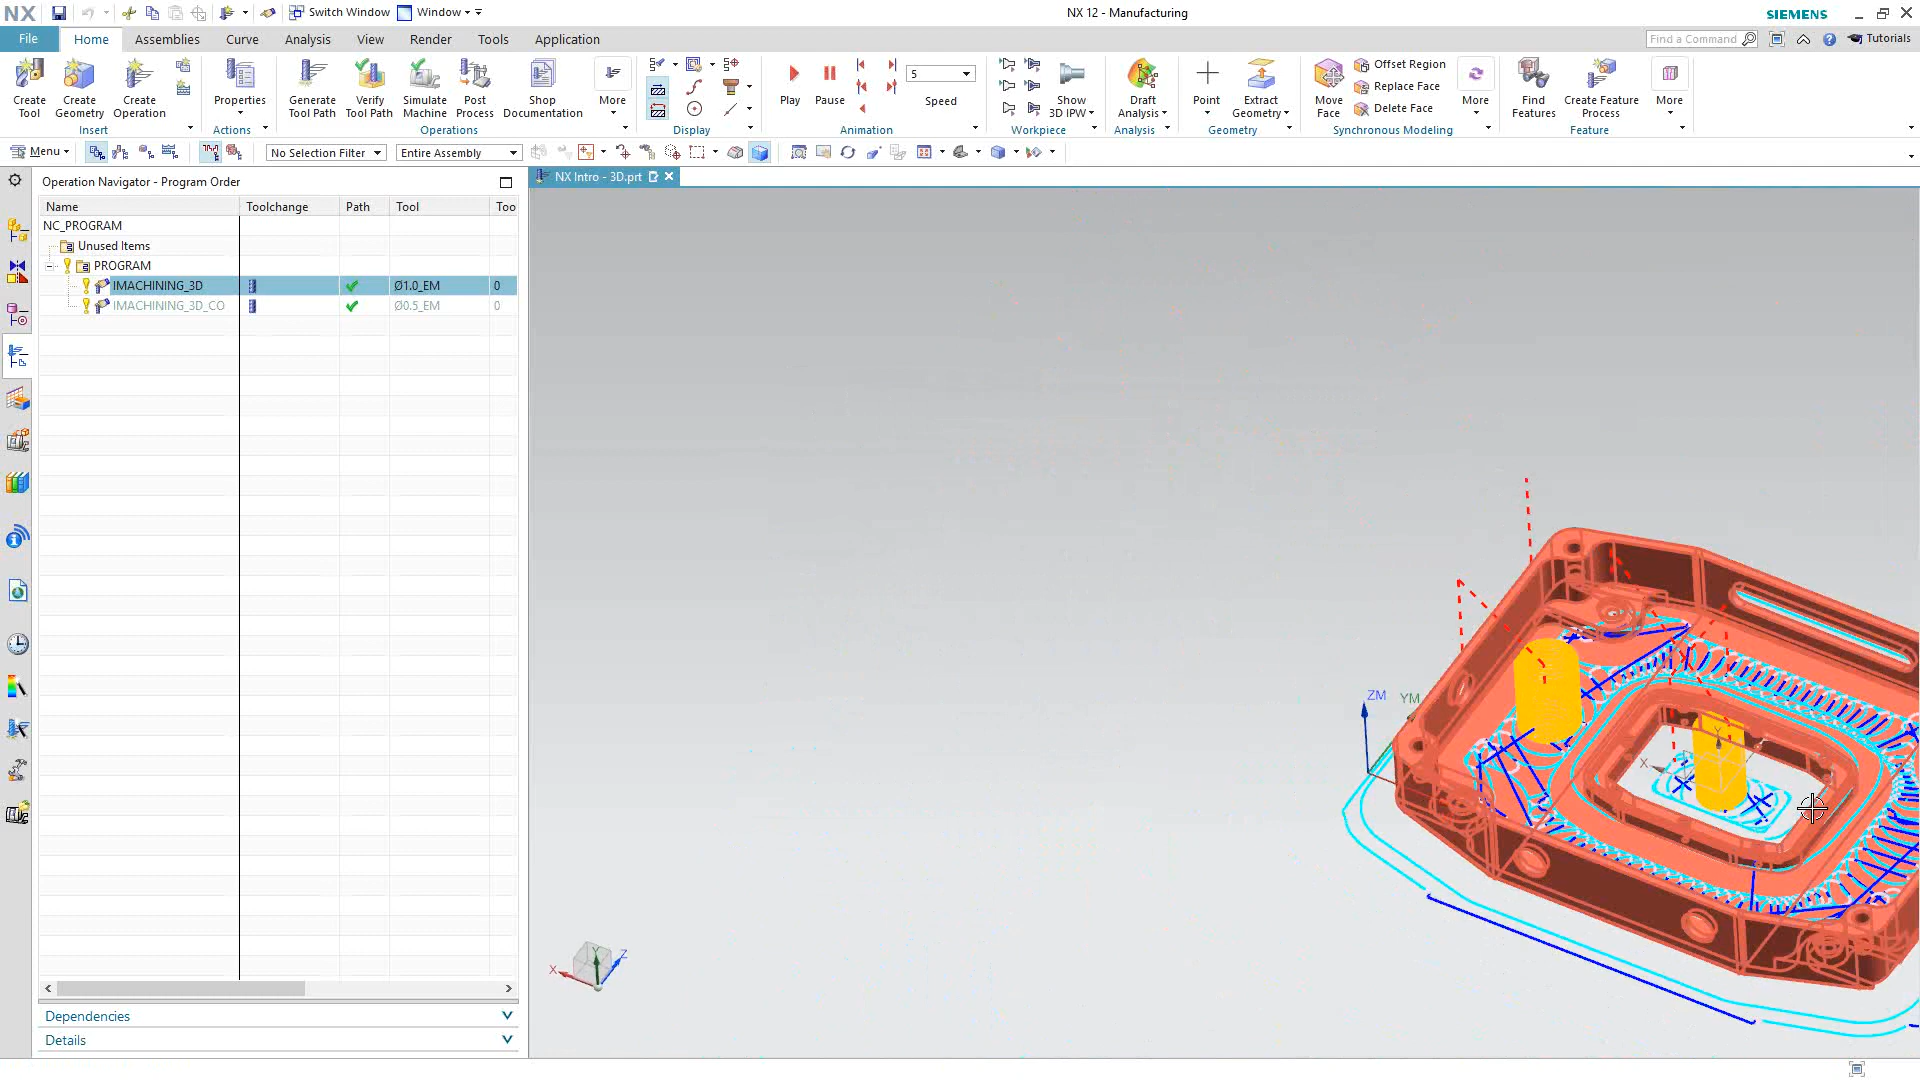 NX
Switch Window
Window
NX 12 - Manufacturing
SIEMENS
File
Home
Assemblies
Curve
Analysis
View
Render
Tools
Application
Find a Command
Tutorials
Create Tool
Create Geometry
Create Operation
Insert
Properties
Actions
Generate Tool Path
Verify Tool Path
Simulate Machine
Post Process
Shop Documentation
More
Operations
Display
Play
Pause
5
Speed
Animation
Show 3D IPW
Workpiece
Draft Analysis
Analysis
Point
Extract Geometry
Geometry
Move Face
Offset Region
Replace Face
Delete Face
More
Synchronous Modeling
Find Features
Create Feature Process
More
Feature
Menu
No Selection Filter
Entire Assembly
Operation Navigator - Program Order
NX Intro - 3D.prt
Name
Toolchange
Path
Tool
Too
NC_PROGRAM
Unused Items
PROGRAM
IMACHINING_3D
Ø1.0_EM
0
IMACHINING_3D_CO
Ø0.5_EM
0
ZM
YM
X
Y
X
Y
Z
Dependencies
Details